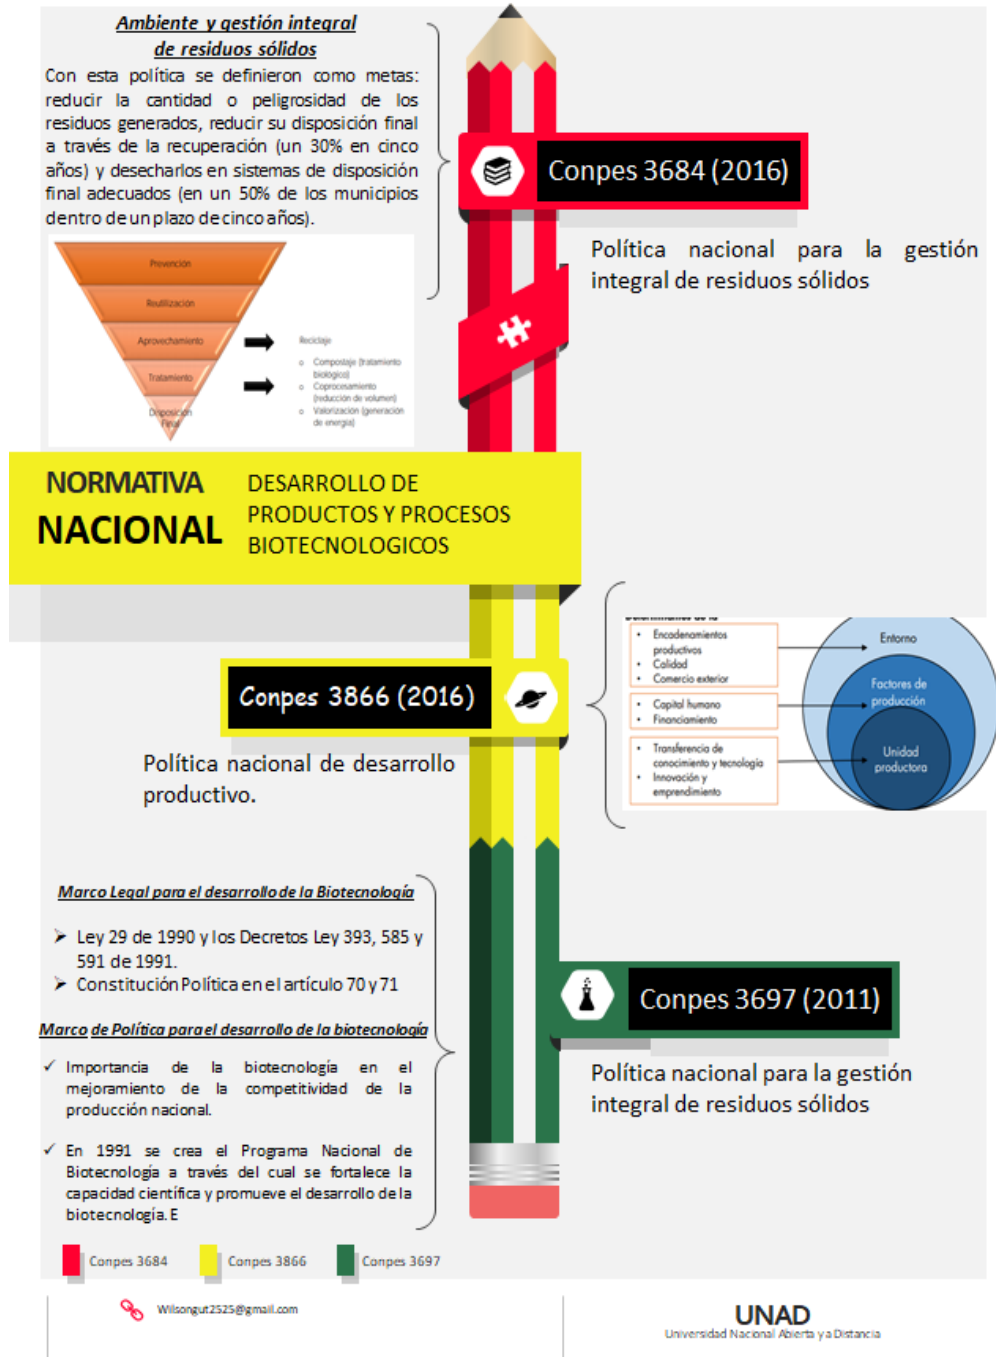 Ambiente y gestión integral
de residuos sólidos
Con esta política se definieron como metas:
reducir la cantidad o peligrosidad de los
residuos generados, reducir su disposición final
a través de la recuperación (un 30% en cinco
años) y desecharlos en sistemas de disposición
final adecuados (en un 50% de los municipios
dentro de un plazo de cinco años).
Conpes 3684 (2016)
Política nacional para la gestión
integral de residuos sólidos
Prevención
Reutilización
Aprovechamiento
Tratamiento
Disposición
Final
Reciclaje
o Compostaje (tratamiento
biológico)
o Coprocesamiento
(reducción de volumen)
o Valorización (generación
de energía)
NORMATIVA
NACIONAL
DESARROLLO DE
PRODUCTOS Y PROCESOS
BIOTECNOLOGICOS
Conpes 3866 (2016)
Política nacional de desarrollo
productivo.
• Encadenamientos
productivos
• Calidad
• Comercio exterior
• Capital humano
• Financiamiento
• Transferencia de
conocimiento y tecnología
• Innovación y
emprendimiento
Entorno
Factores de
producción
Unidad
productora
Marco Legal para el desarrollo de la Biotecnología
➢ Ley 29 de 1990 y los Decretos Ley 393, 585 y
591 de 1991.
➢ Constitución Política en el artículo 70 y 71
Marco de Política para el desarrollo de la biotecnología
✓ Importancia de la biotecnología en el
mejoramiento de la competitividad de la
producción nacional.
✓ En 1991 se crea el Programa Nacional de
Biotecnología a través del cual se fortalece la
capacidad científica y promueve el desarrollo de la
biotecnología. E
Conpes 3697 (2011)
Política nacional para la gestión
integral de residuos sólidos
Conpes 3684
Conpes 3866
Conpes 3697
Wilsongut2525@gmail.com
UNAD
Universidad Nacional Abierta y a Distancia